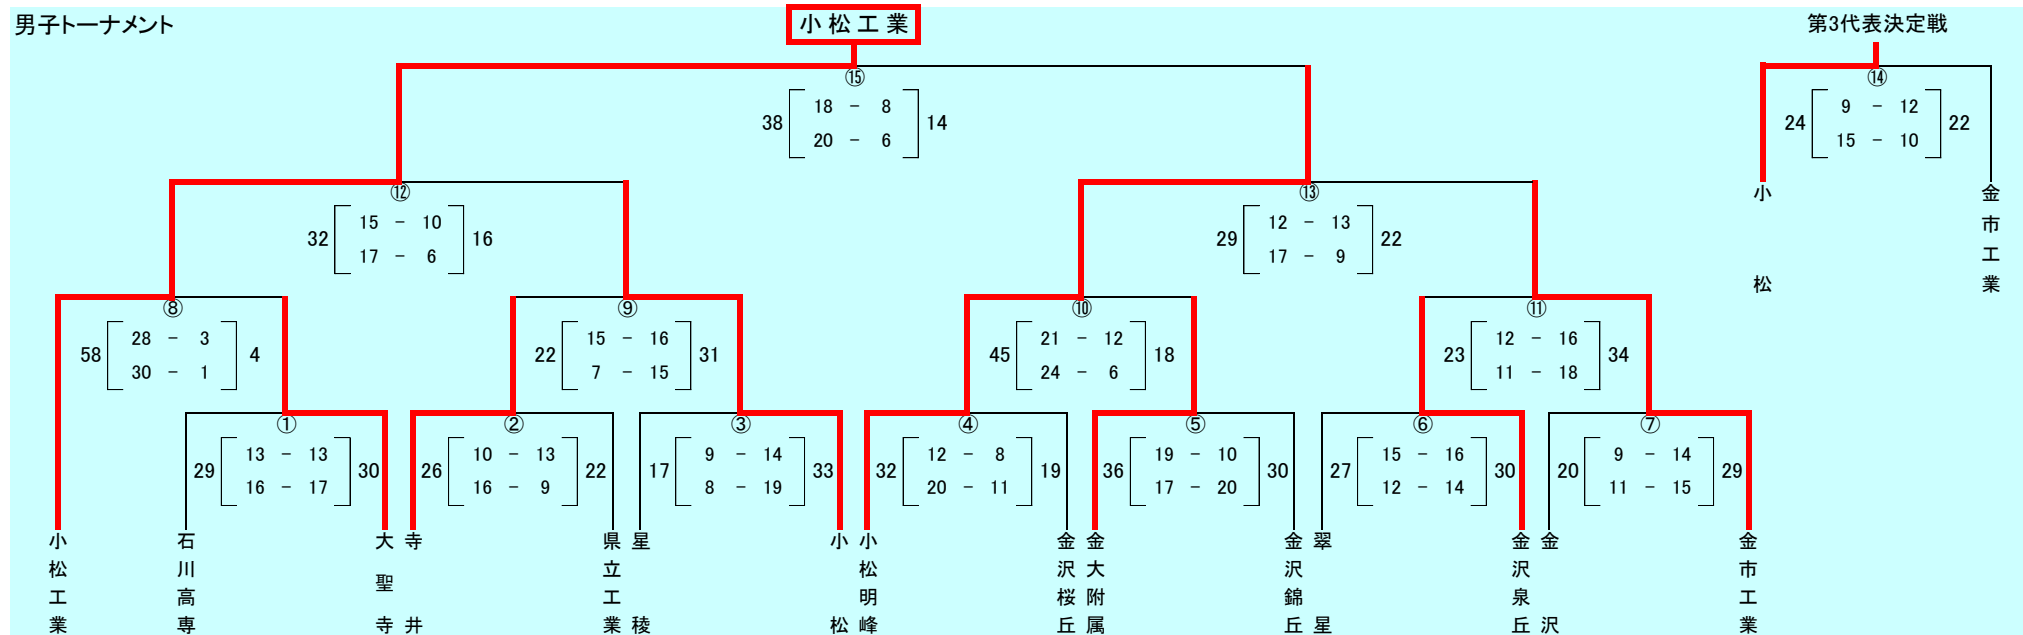 男子トーナメント
小松工業
第3代表決定戦
⑮
38 18 - 8 14
20 - 6
⑭
24 9 - 12 22
15 - 10
小松
金市工業
⑫
32 15 - 10 16
17 - 6
⑬
29 12 - 13 22
17 - 9
⑧
58 28 - 3 4
30 - 1
⑨
22 15 - 16 31
7 - 15
⑩
45 21 - 12 18
24 - 6
⑪
23 12 - 16 34
11 - 18
①
29 13 - 13 30
16 - 17
②
26 10 - 13 22
16 - 9
③
17 9 - 14 33
8 - 19
④
32 12 - 8 19
20 - 11
⑤
36 19 - 10 30
17 - 20
⑥
27 15 - 16 30
12 - 14
⑦
20 9 - 14 29
11 - 15
小松工業
石川高専
大聖寺
寺井
県立工業
星稜
小松
小松明峰
金沢桜丘
金大附属
金沢錦丘
翠星
金沢泉丘
金沢
金市工業